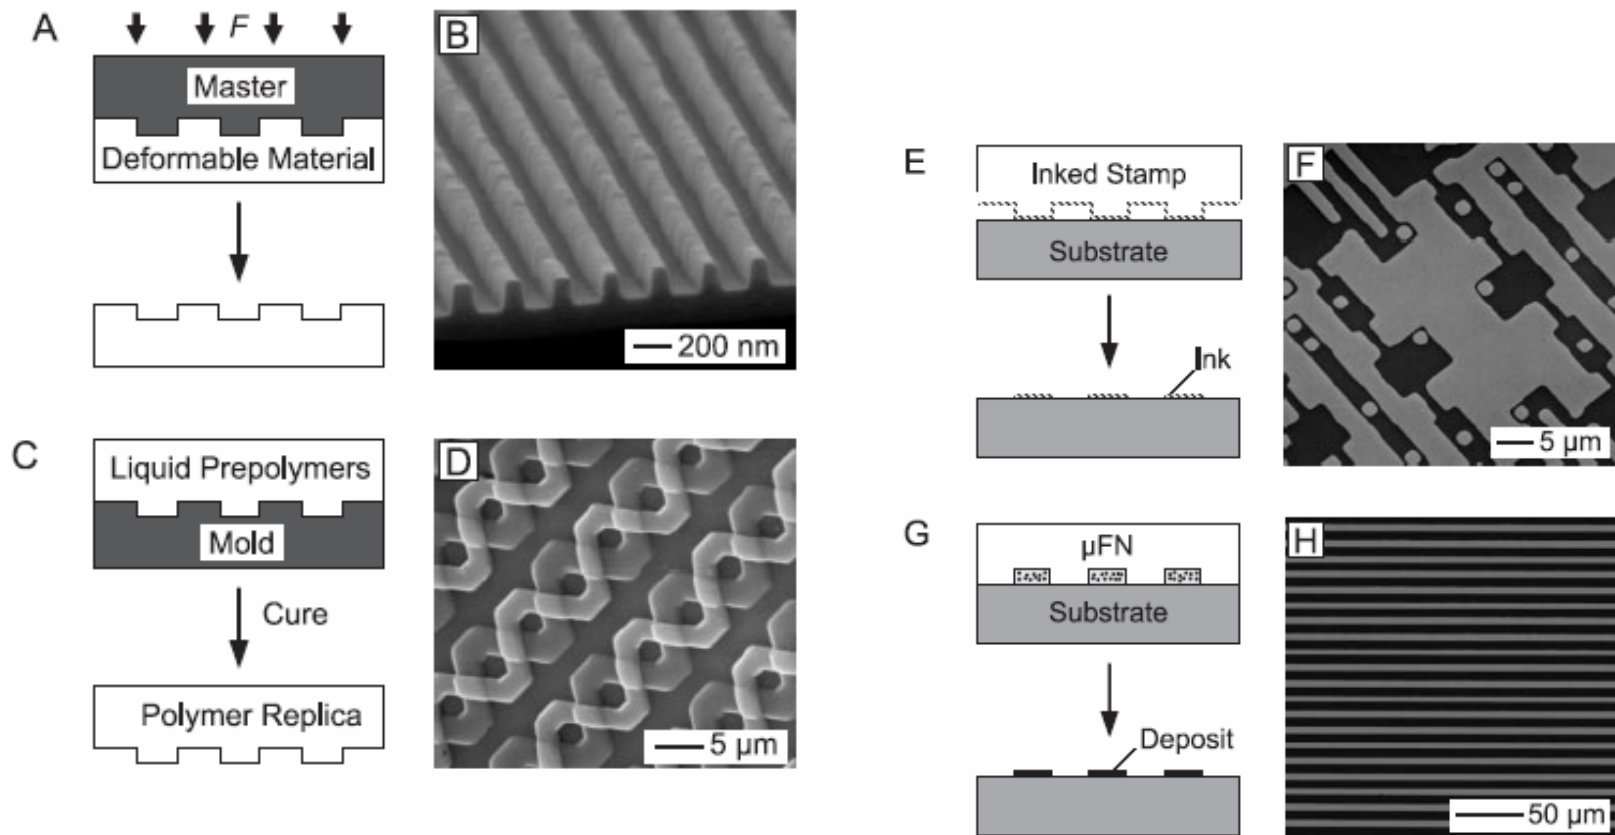 A
F
Master
Deformable Material
B
200 nm
C
Liquid Prepolymers
Mold
Cure
Polymer Replica
D
5 μm
E
Inked Stamp
Substrate
Ink
F
5 μm
G
μFN
Substrate
Deposit
H
50 μm